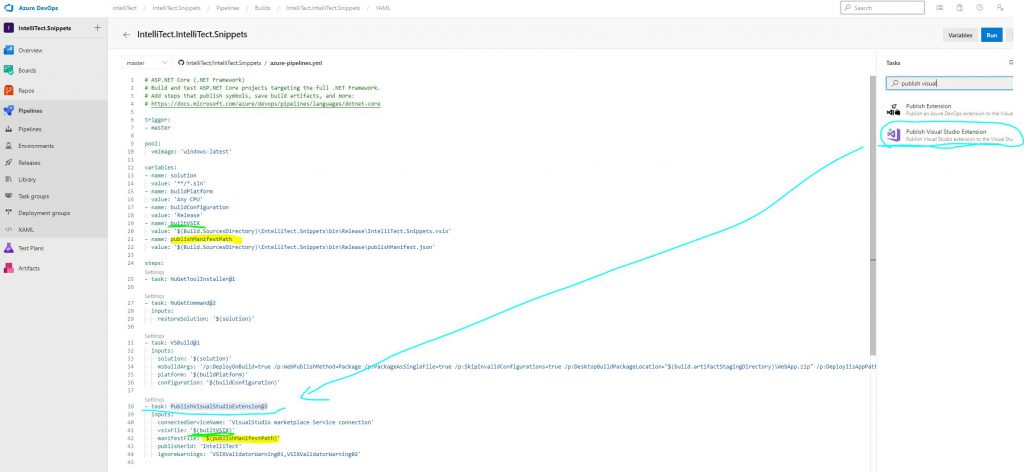 Azure DevOps
IntelliTect / IntelliTect.Snippets / Pipelines / Builds / IntelliTect.IntelliTect.Snippets / YAML
Search
I IntelliTect.Snippets +
Overview
Boards
Repos
Pipelines
Pipelines
Environments
Releases
Library
Task groups
Deployment groups
XAML
Test Plans
Artifacts
IntelliTect.IntelliTect.Snippets
Variables
Run
master
IntelliTect/IntelliTect.Snippets / azure-pipelines.yml
1 # ASP.NET Core (.NET Framework)
2 # Build and test ASP.NET Core projects targeting the full .NET Framework.
3 # Add steps that publish symbols, save build artifacts, and more:
4 # https://docs.microsoft.com/azure/devops/pipelines/languages/dotnet-core
5
6 trigger:
7 - master
8
9 pool:
10 vmImage: 'windows-latest'
11
12 variables:
13 - name: solution
14 value: '**/*.sln'
15 - name: buildPlatform
16 value: 'Any CPU'
17 - name: buildConfiguration
18 value: 'Release'
19 - name: builtVSIX
20 value: '$(Build.SourcesDirectory)\IntelliTect.Snippets\bin\Release\IntelliTect.Snippets.vsix'
21 - name: publishManifestPath
22 value: '$(Build.SourcesDirectory)\IntelliTect.Snippets\bin\Release\publishManifest.json'
23
24 steps:
Settings
25 - task: NuGetToolInstaller@1
26
Settings
27 - task: NuGetCommand@2
28 inputs:
29 restoreSolution: '$(solution)'
30
Settings
31 - task: VSBuild@1
32 inputs:
33 solution: '$(solution)'
34 msbuildArgs: '/p:DeployOnBuild=true /p:WebPublishMethod=Package /p:PackageAsSingleFile=true /p:SkipInvalidConfigurations=true /p:DesktopBuildPackageLocation="$(build.artifactStagingDirectory)\WebApp.zip" /p:DeployIisAppPath
35 platform: '$(buildPlatform)'
36 configuration: '$(buildConfiguration)'
37
Settings
38 - task: PublishVisualStudioExtension@3
39 inputs:
40 connectedServiceName: 'VisualStudio marketplace Service connection'
41 vsixFile: '$(builtVSIX)'
42 manifestFile: '$(publishManifestPath)'
43 publisherId: 'IntelliTect'
44 ignoreWarnings: 'VSIXValidatorWarning01,VSIXValidatorWarning02'
45
Tasks
publish visual
Publish Extension
Publish an Azure DevOps extension to the Visua
Publish Visual Studio Extension
Publish Visual Studio extension to the Visual Stu